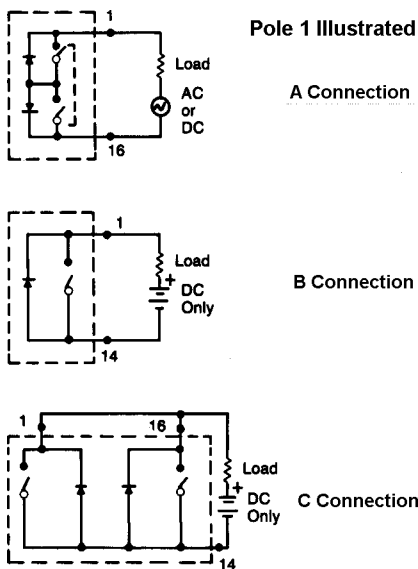 Pole 1 Illustrated
1
Load
AC
or
DC
16
A Connection
1
Load
+
DC
Only
14
B Connection
1
16
Load
+
DC
Only
14
C Connection